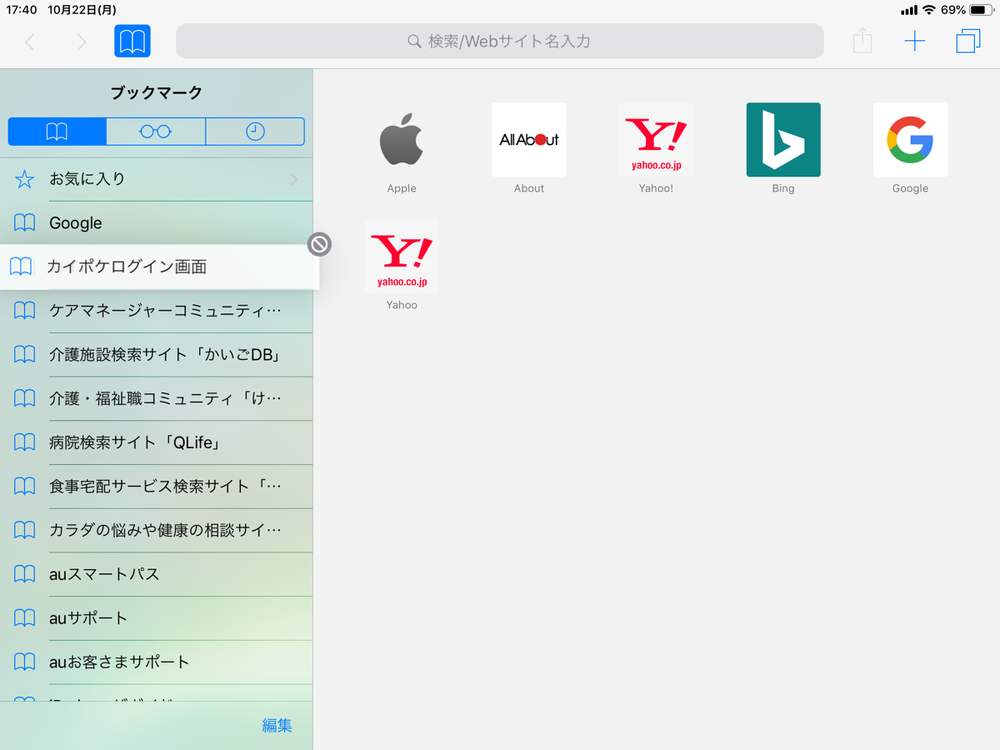 17:40 10月22日(月) 69%
検索/Webサイト名入力
ブックマーク
お気に入り
Google
カイポケログイン画面
ケアマネージャーコミュニティ…
介護施設検索サイト「かいごDB」
介護・福祉職コミュニティ「け…
病院検索サイト「QLife」
食事宅配サービス検索サイト「…
カラダの悩みや健康の相談サイ…
auスマートパス
auサポート
auお客さまサポート
編集
All About
Y!
yahoo.co.jp
Apple
About
Yahoo!
Bing
Google
Y!
yahoo.co.jp
Yahoo